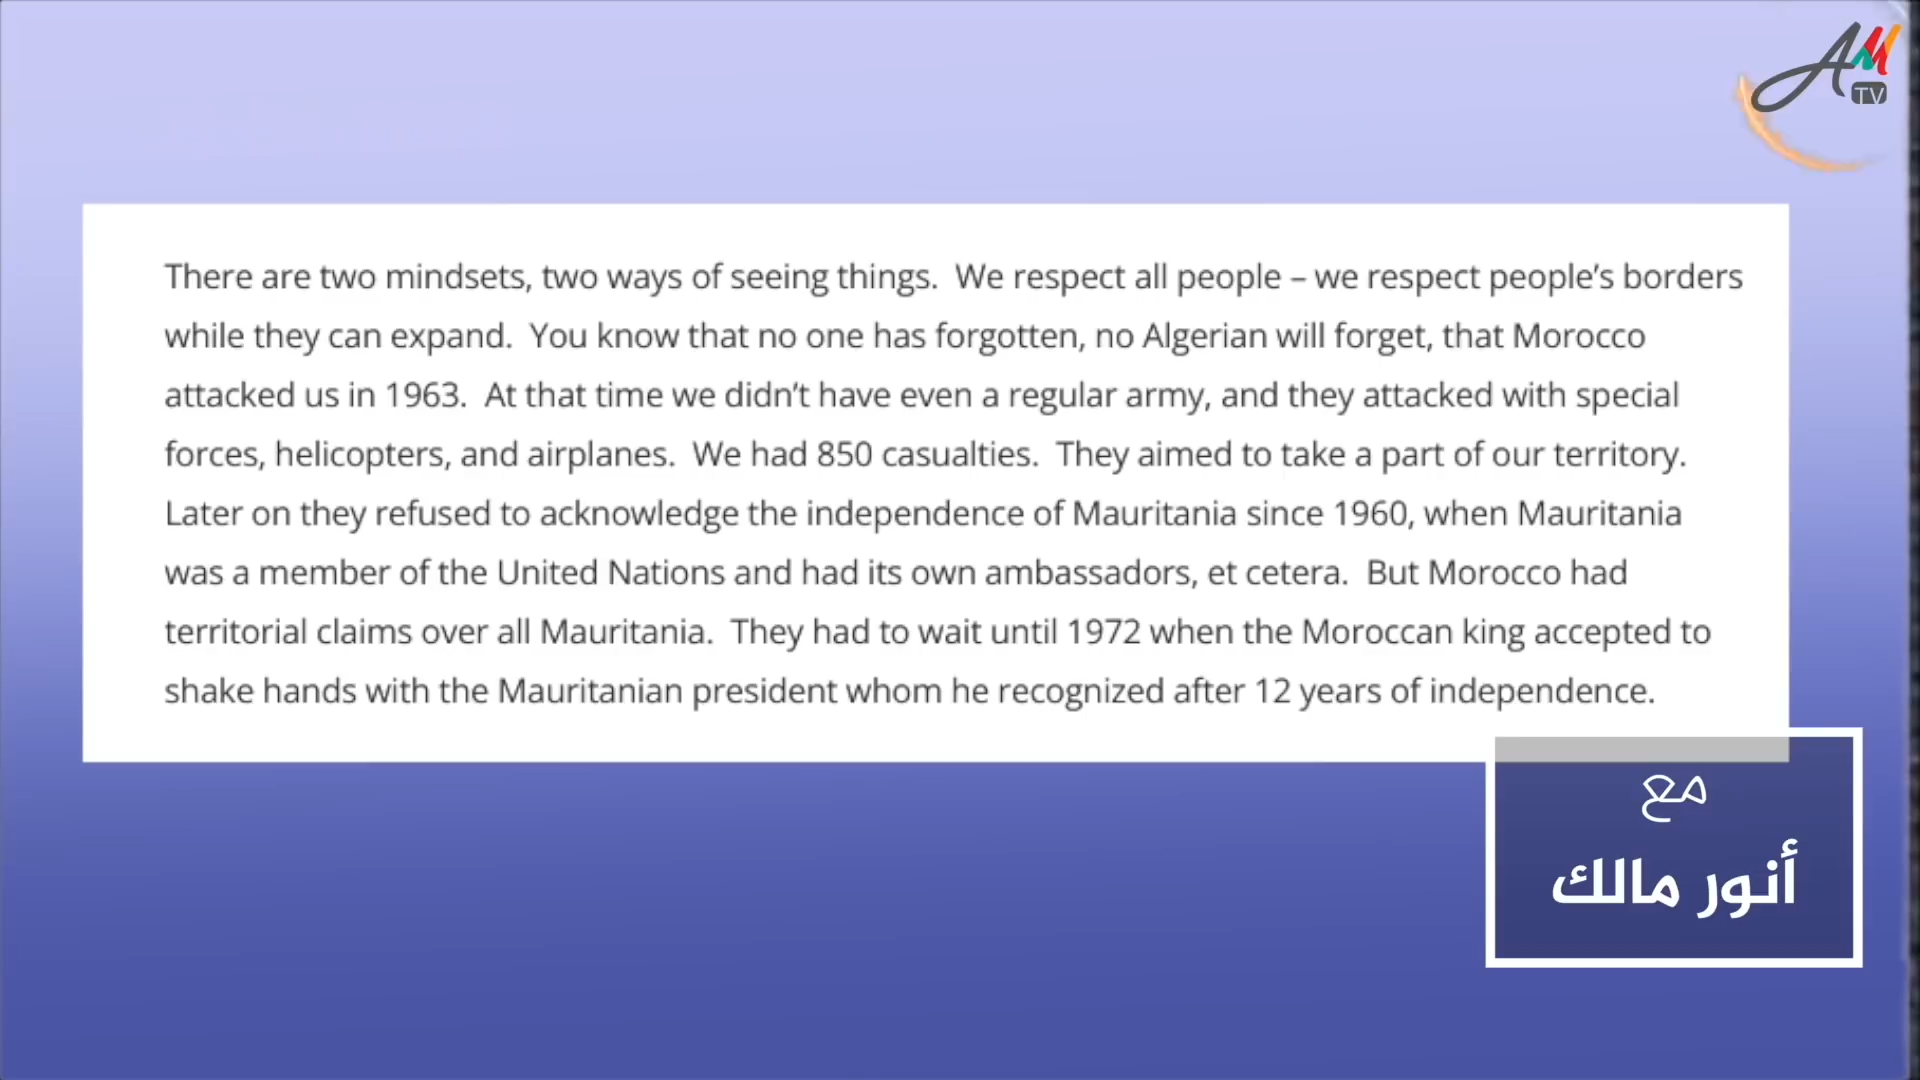 AM
TV
There are two mindsets, two ways of seeing things.  We respect all people – we respect people’s borders
while they can expand.  You know that no one has forgotten, no Algerian will forget, that Morocco
attacked us in 1963.  At that time we didn’t have even a regular army, and they attacked with special
forces, helicopters, and airplanes.  We had 850 casualties.  They aimed to take a part of our territory.
Later on they refused to acknowledge the independence of Mauritania since 1960, when Mauritania
was a member of the United Nations and had its own ambassadors, et cetera.  But Morocco had
territorial claims over all Mauritania.  They had to wait until 1972 when the Moroccan king accepted to
shake hands with the Mauritanian president whom he recognized after 12 years of independence.
مع
أنور مالك